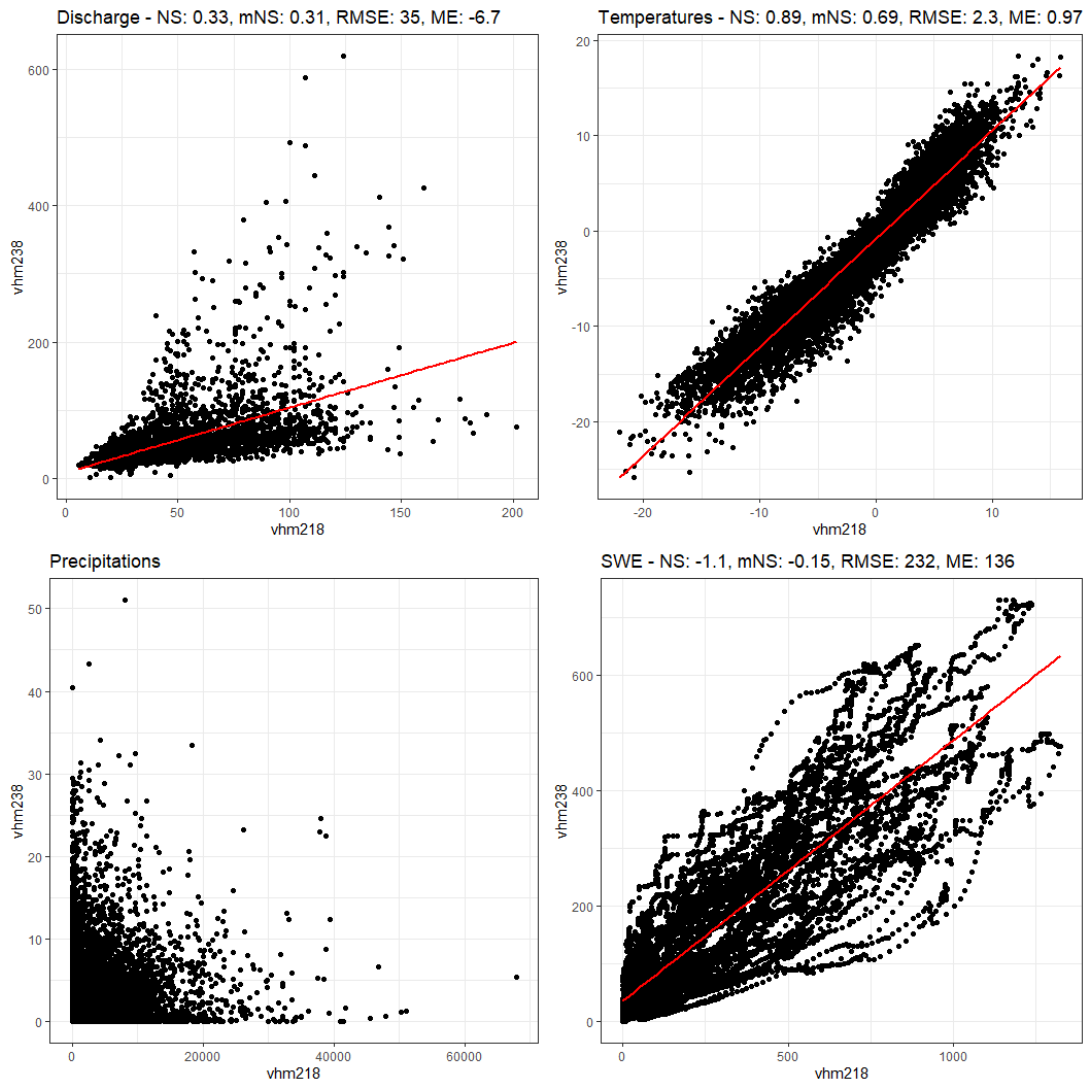 Discharge - NS: 0.33, mNS: 0.31, RMSE: 35, ME: -6.7
600
400
200
0
vhm238
0
50
100
150
200
vhm218
Temperatures - NS: 0.89, mNS: 0.69, RMSE: 2.3, ME: 0.97
20
10
0
-10
-20
vhm238
-20
-10
0
10
vhm218
Precipitations
50
40
30
20
10
0
vhm238
0
20000
40000
60000
vhm218
SWE - NS: -1.1, mNS: -0.15, RMSE: 232, ME: 136
600
400
200
0
vhm238
0
500
1000
vhm218